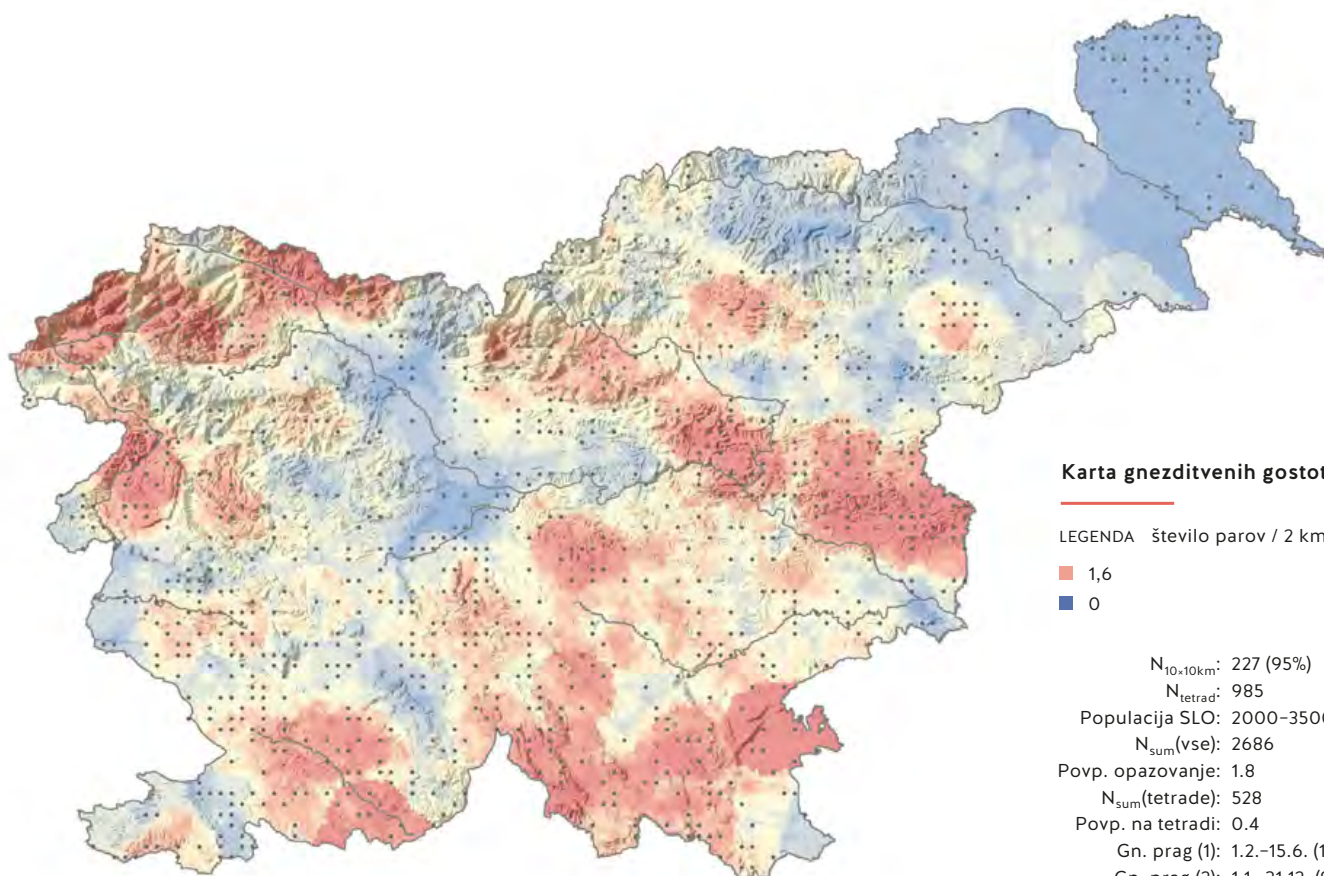 Karta gnezditvenih gostot
LEGENDA število parov / 2 km
1,6
0
N10×10km: 227 (95%)
Ntetrad: 985
Populacija SLO: 2000–350
Nsum(vse): 2686
Povp. opazovanje: 1.8
Nsum(tetrade): 528
Povp. na tetradi: 0.4
Gn. prag (1): 1.2.–15.6. (1